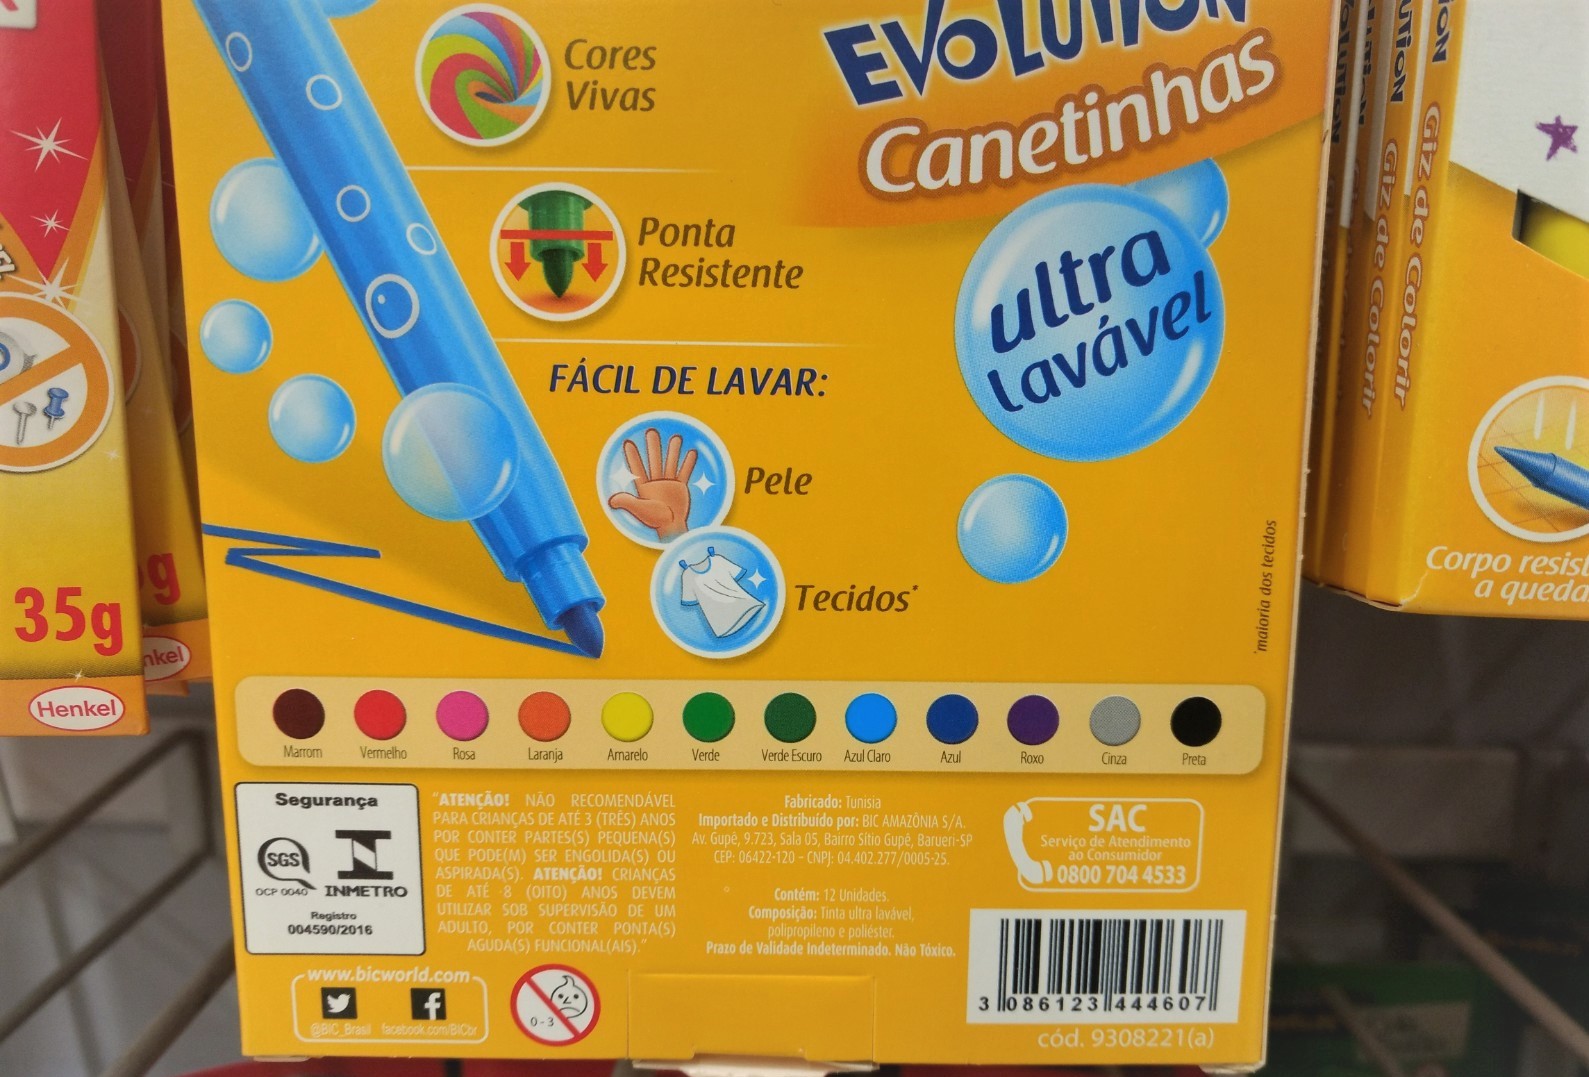 EVOLUTION
Canetinhas
Cores
Vivas
Ponta
Resistente
ultra
lavável
FÁCIL DE LAVAR:
Pele
Tecidos*
*maioria dos tecidos
Marrom Vermelho Rosa Laranja Amarelo Verde Verde Escuro Azul Claro Azul Roxo Cinza Preta
Segurança
SGS
OCP 0040 INMETRO
Registro
004590/2016
"ATENÇÃO! NÃO RECOMENDÁVEL
PARA CRIANÇAS DE ATÉ 3 (TRÊS) ANOS
POR CONTER PARTES(S) PEQUENA(S)
QUE PODE(M) SER ENGOLIDA(S) OU
ASPIRADA(S). ATENÇÃO! CRIANÇAS
DE ATÉ 8 (OITO) ANOS DEVEM
UTILIZAR SOB SUPERVISÃO DE UM
ADULTO, POR CONTER PONTA(S)
AGUDA(S) FUNCIONAL(AIS)."
Fabricado: Tunisia
Importado e Distribuído por: BIC AMAZÔNIA S/A.
Av. Gupê, 9.723, Sala 05, Bairro Sítio Gupê, Barueri-SP
CEP: 06422-120 - CNPJ: 04.402.277/0005-25.
Contém: 12 Unidades.
Composição: Tinta ultra lavável,
polipropileno e poliéster.
Prazo de Validade Indeterminado. Não Tóxico.
SAC
Serviço de Atendimento
ao Consumidor
0800 704 4533
www.bicworld.com
@BIC_Brasil facebook.com/BICbr
0-3
3 086123 444607
cód. 9308221(a)
35g
g
Henkel
nkel
Giz de Colorir
Giz de Colorir
Corpo resist
a queda